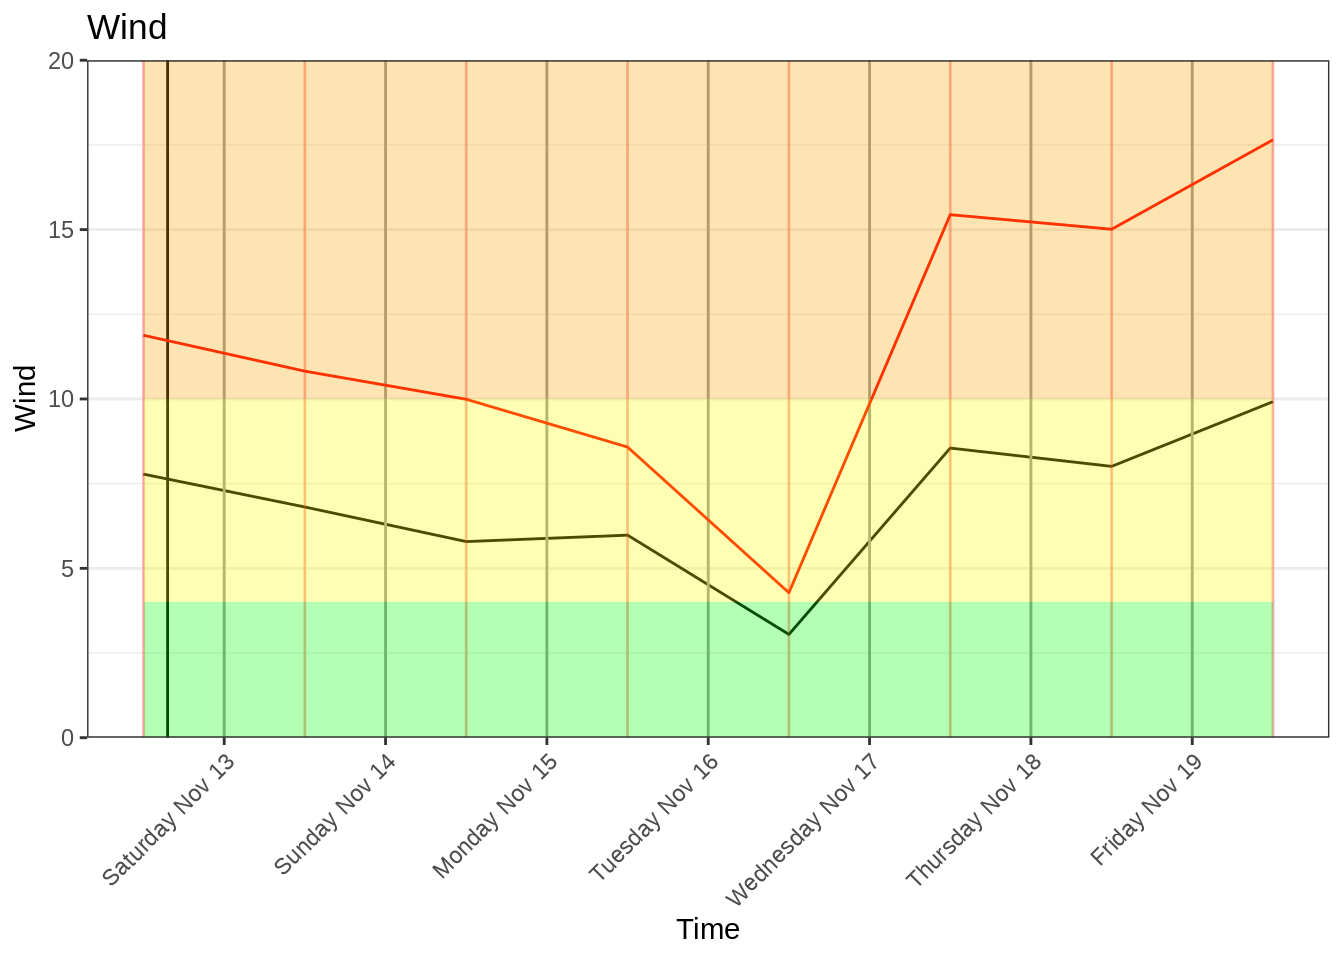 Wind
20
15
10
5
0
Wind
Saturday Nov 13
Sunday Nov 14
Monday Nov 15
Tuesday Nov 16
Wednesday Nov 17
Thursday Nov 18
Friday Nov 19
Time